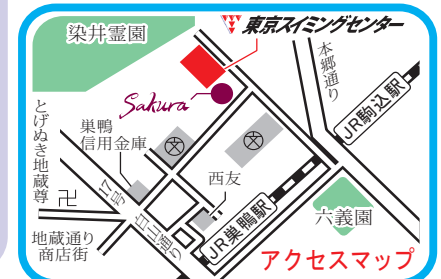 染井霊園
東京スイミングセンター
本郷通り
JR駒込駅
Sakura
巣鴨
信用金庫
とげぬき地蔵尊
17号
白山通り
西友
JR巣鴨駅
六義園
地蔵通り
商店街
アクセスマップ
文
文